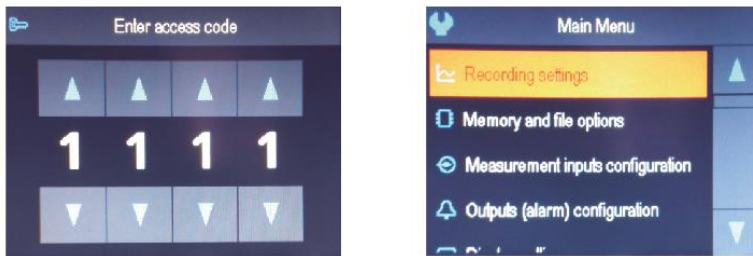 Enter access code
1 1 1 1
Main Menu
Recording settings
Memory and file options
Measurement inputs configuration
Outputs (alarm) configuration